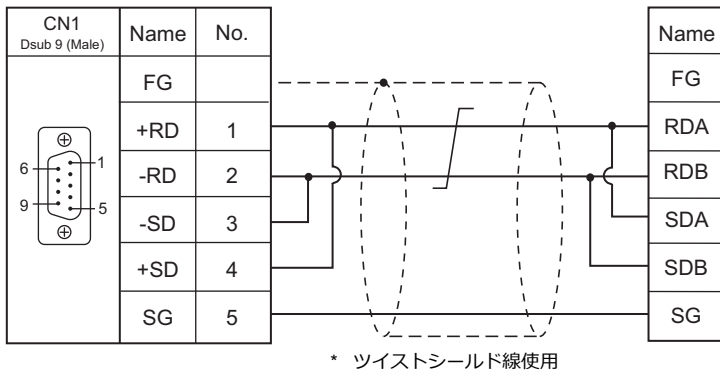 CN1
Dsub 9 (Male)
Name
No.
Name
FG
FG
+RD
1
RDA
-RD
2
RDB
-SD
3
SDA
+SD
4
SDB
SG
5
SG
6
1
9
5
* ツイストシールド線使用